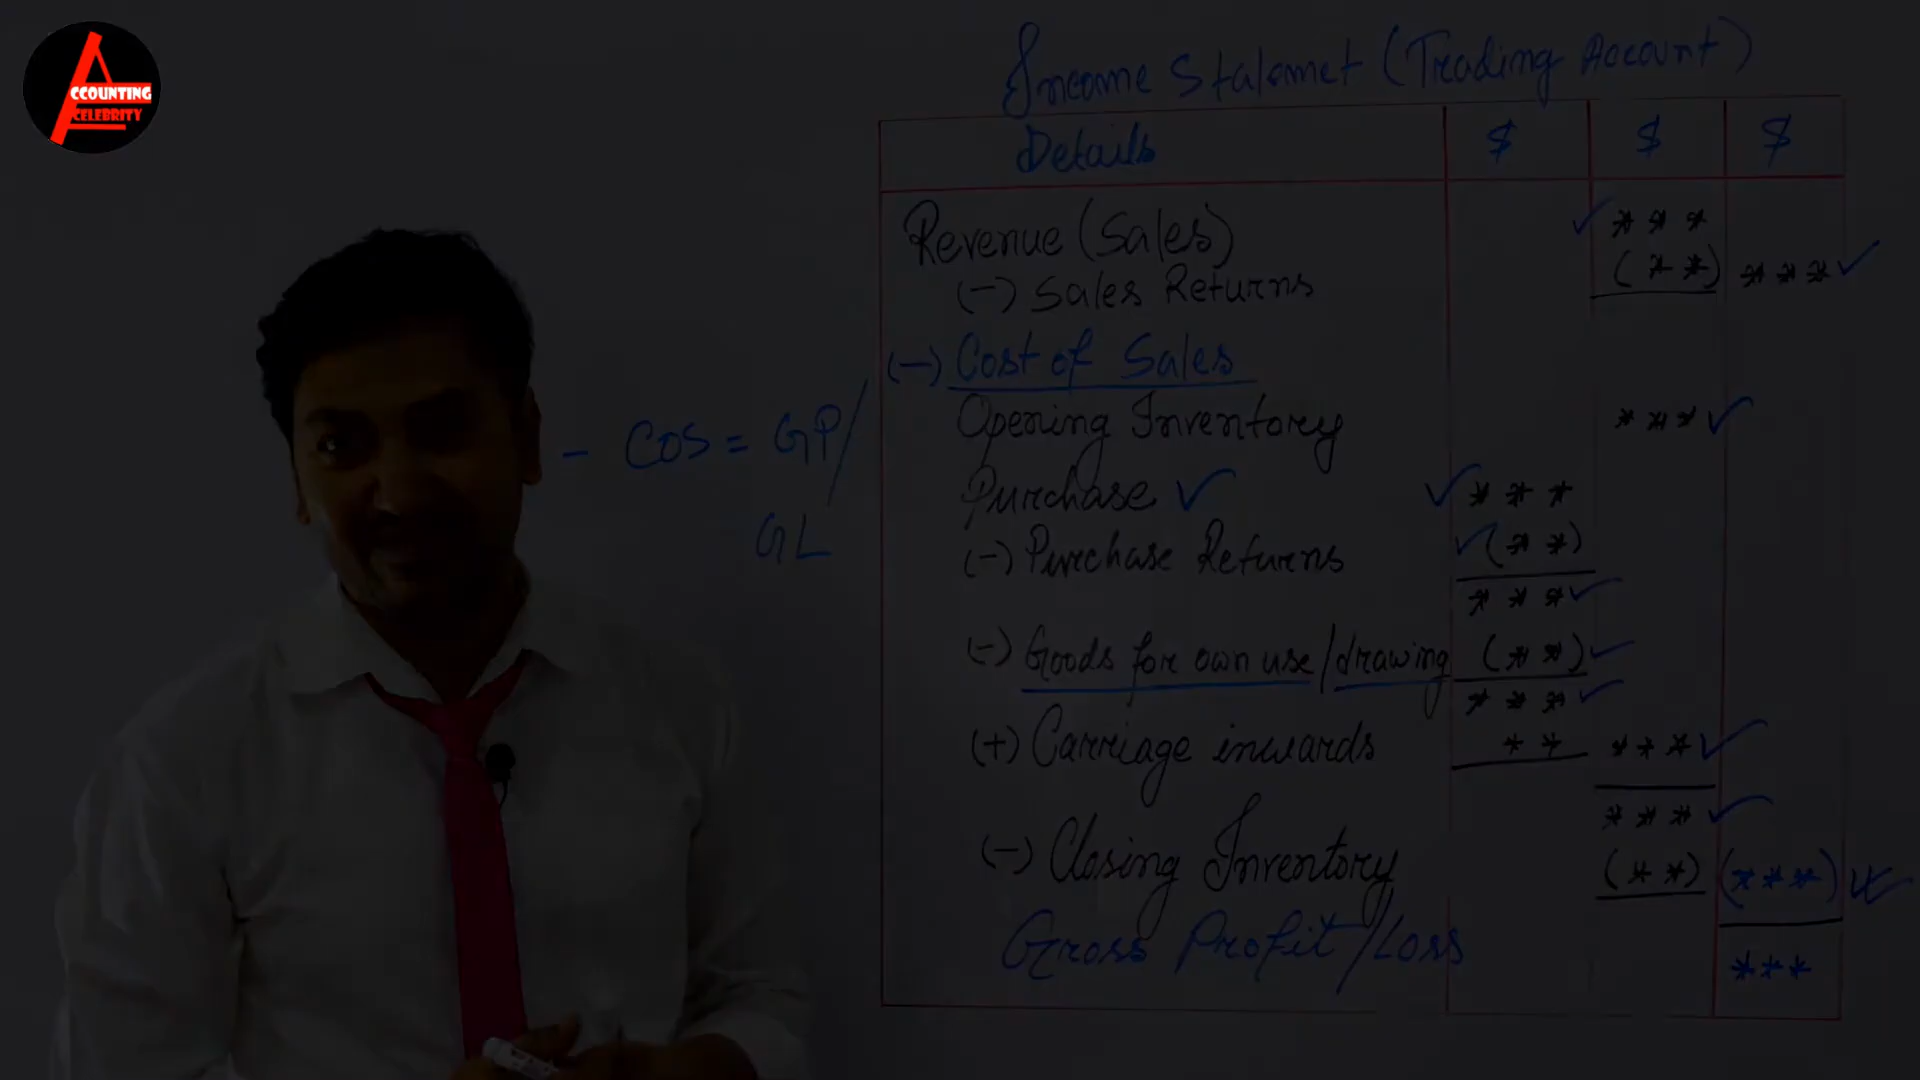 ACCOUNTING
CELEBRITY
Income Statemet (Trading Account)
Details $ $ $
Revenue (Sales) ✓ * * *
(-) Sales Returns (* *) * * * ✓
(-) Cost of Sales
Opening Inventory * * * ✓
- COS = GP/
GL
Purchase ✓ ✓ * * *
(-) Purchase Returns ✓ (* *)
* * * ✓
(-) Goods for own use/drawing (* *) ✓
* * * ✓
(+) Carriage inwards * * * * * ✓
* * * ✓
(-) Closing Inventory (* *) (* * *) ✓
Gross Profit/Loss * * *